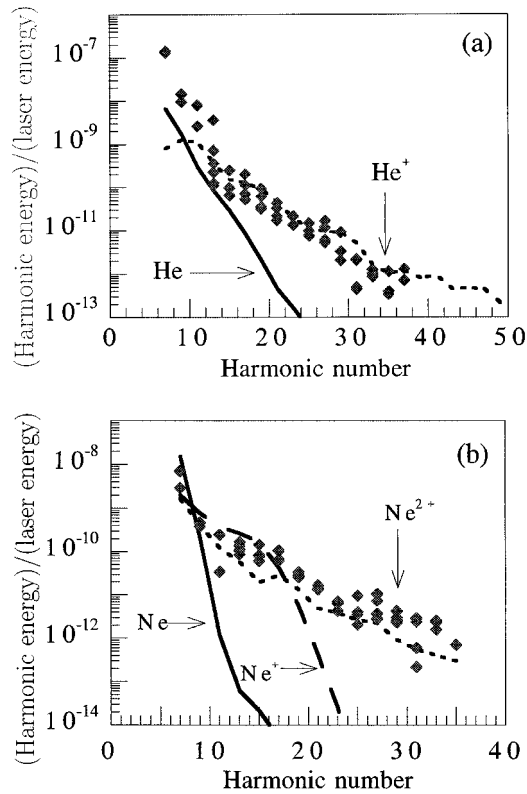 (a)
(Harmonic energy)/(laser energy)
10-7
10-9
10-11
10-13
He+
He
0 10 20 30 40 50
Harmonic number
(b)
(Harmonic energy)/(laser energy)
10-8
10-10
10-12
10-14
Ne2+
Ne
Ne+
0 10 20 30 40
Harmonic number